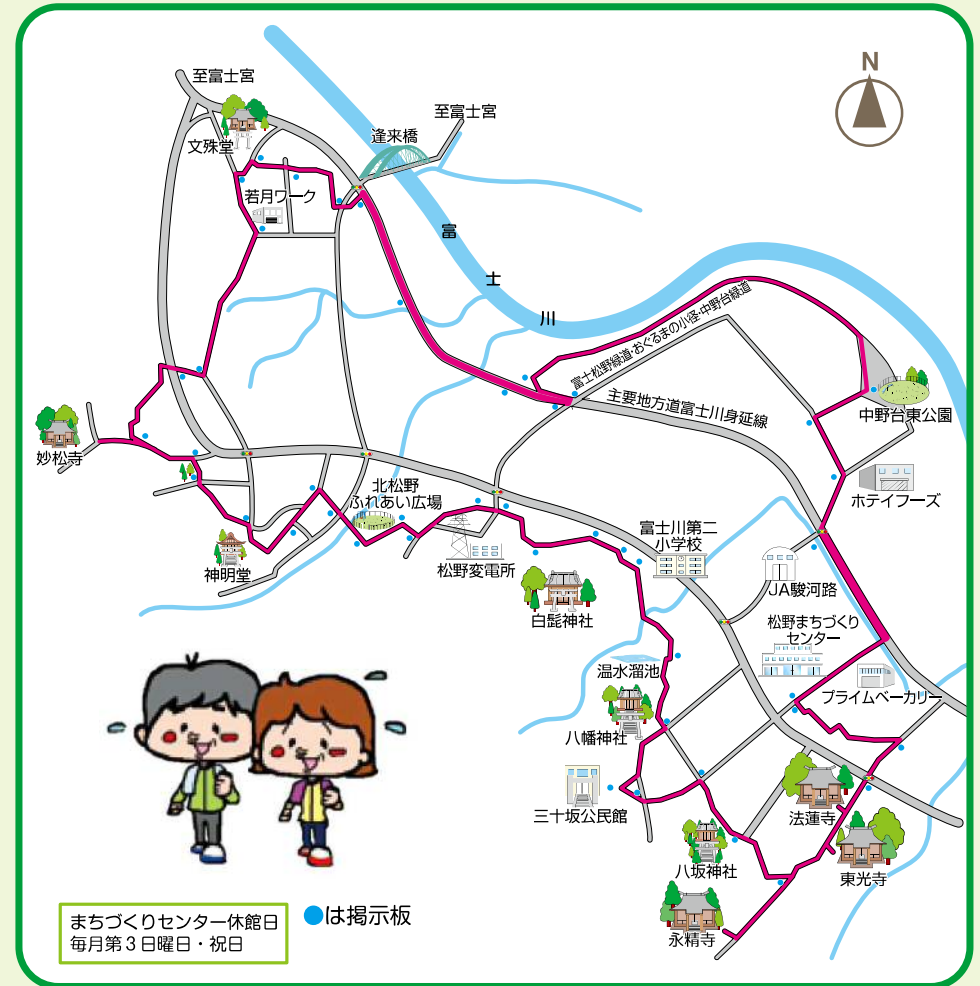 至富士宮
N
至富士宮
逢来橋
文殊堂
若月ワーク
富
士
川
富士松野緑道・おぐるまの小径・中野台緑道
主要地方道富士川身延線
中野台東公園
妙松寺
北松野
ふれあい広場
ホテイフーズ
富士川第二
小学校
神明堂
松野変電所
JA駿河路
白髭神社
松野まちづくり
センター
温水溜池
プライムベーカリー
八幡神社
三十坂公民館
法蓮寺
八坂神社
東光寺
永精寺
まちづくりセンター休館日
毎月第3日曜日・祝日
●は掲示板